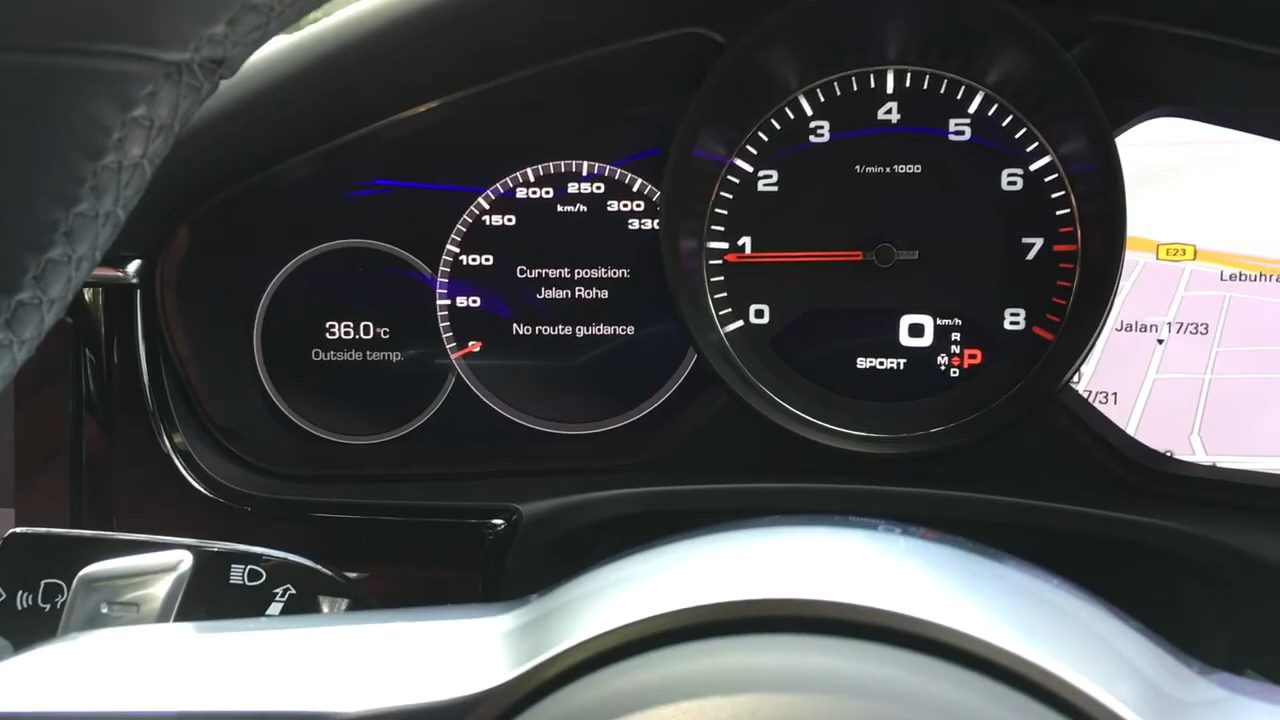 36.0 °C
Outside temp.
0
50
100
150
200
250
300
330
km/h
Current position:
Jalan Roha
No route guidance
0
1
2
3
4
5
6
7
8
1/min x 1000
0 km/h
SPORT
R
N
D
M
+
P
E23
Lebuhra
Jalan 17/33
7/31